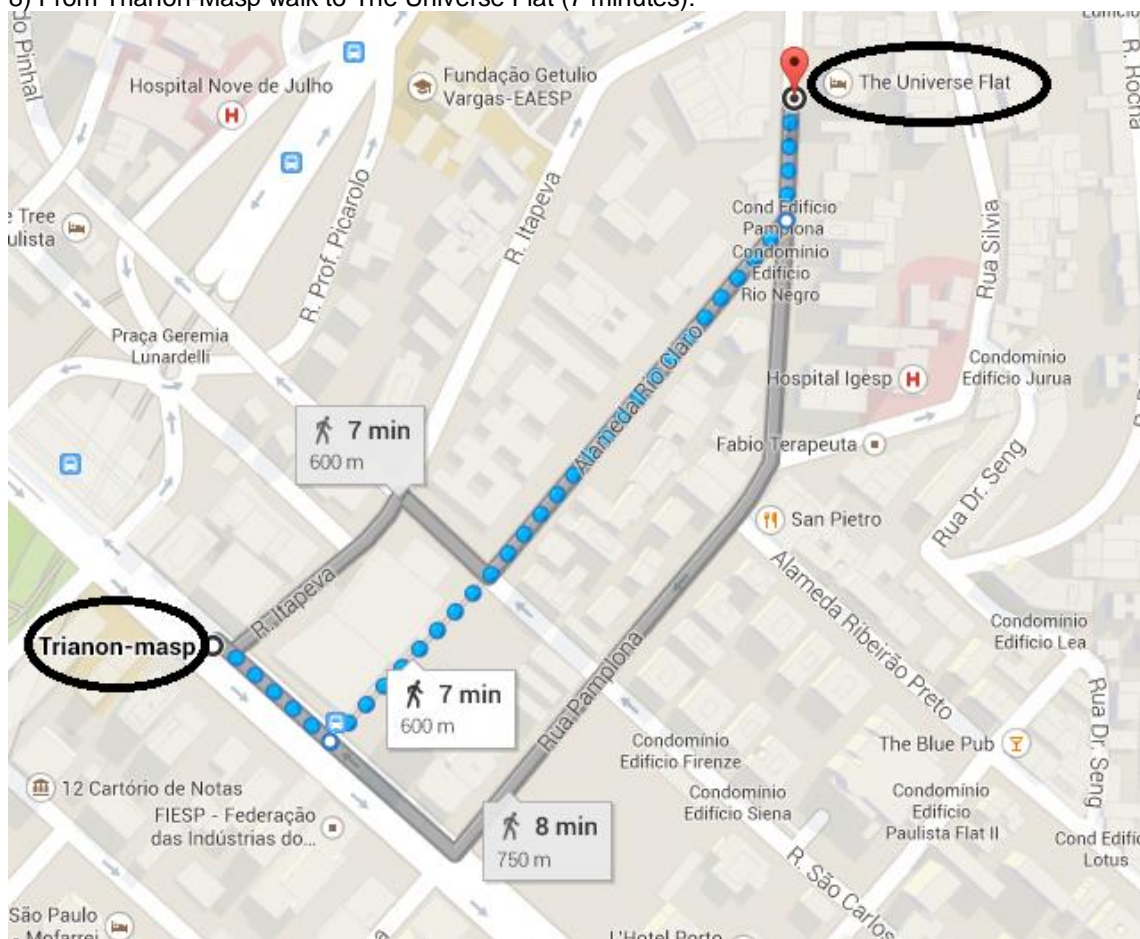 From Trianon-Masp walk to The Universe Flat (7 minutes).
do Pinhal
Hospital Nove de Julho
H
Fundação Getulio
Vargas-EAESP
The Universe Flat
R. Rocha
e Tree
ulista
R. Prof. Picarolo
R. Itapeva
Cond Edifício
Pamplona
Condomínio
Edifício
Rio Negro
Rua Sílvia
Praça Geremia
Lunardelli
Alameda Rio Claro
Hospital Igesp
H
Condomínio
Edifício Jurua
7 min
600 m
Fabio Terapeuta
Rua Dr. Seng
San Pietro
R. Itapeva
Trianon-masp
Alameda Ribeirão Preto
Condomínio
Edifício Lea
7 min
600 m
Rua Pamplona
Rua Dr. Seng
Condomínio
Edifício Firenze
The Blue Pub
12 Cartório de Notas
FIESP - Federação
das Indústrias do...
Condomínio
Edifício Siena
Condomínio
Edifício
Paulista Flat II
8 min
750 m
Cond Edific
Lotus
R. São Carlos
São Paulo
- Mofarrej
L'Hotel Porto